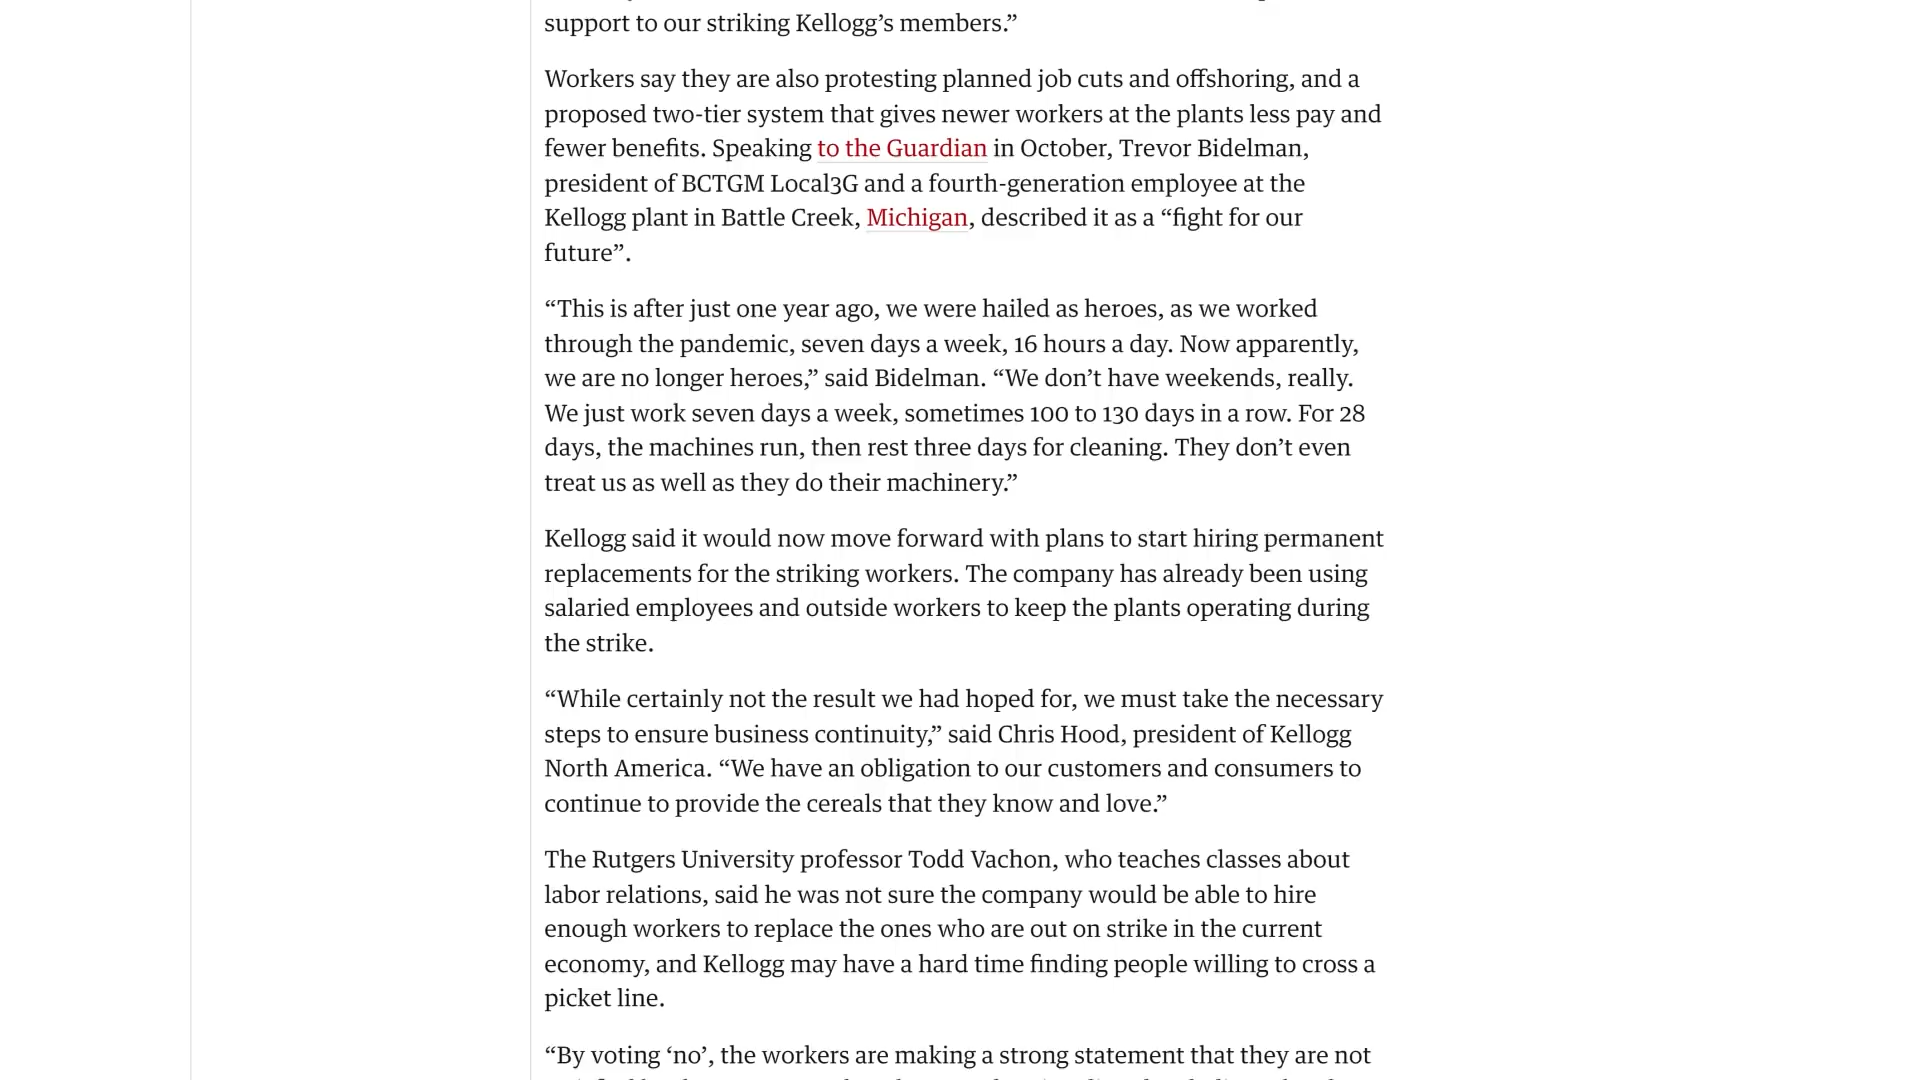 support to our striking Kellogg’s members.”
Workers say they are also protesting planned job cuts and offshoring, and a
proposed two-tier system that gives newer workers at the plants less pay and
fewer benefits. Speaking to the Guardian in October, Trevor Bidelman,
president of BCTGM Local3G and a fourth-generation employee at the
Kellogg plant in Battle Creek, Michigan, described it as a “fight for our
future”.
“This is after just one year ago, we were hailed as heroes, as we worked
through the pandemic, seven days a week, 16 hours a day. Now apparently,
we are no longer heroes,” said Bidelman. “We don’t have weekends, really.
We just work seven days a week, sometimes 100 to 130 days in a row. For 28
days, the machines run, then rest three days for cleaning. They don’t even
treat us as well as they do their machinery.”
Kellogg said it would now move forward with plans to start hiring permanent
replacements for the striking workers. The company has already been using
salaried employees and outside workers to keep the plants operating during
the strike.
“While certainly not the result we had hoped for, we must take the necessary
steps to ensure business continuity,” said Chris Hood, president of Kellogg
North America. “We have an obligation to our customers and consumers to
continue to provide the cereals that they know and love.”
The Rutgers University professor Todd Vachon, who teaches classes about
labor relations, said he was not sure the company would be able to hire
enough workers to replace the ones who are out on strike in the current
economy, and Kellogg may have a hard time finding people willing to cross a
picket line.
“By voting ‘no’, the workers are making a strong statement that they are not